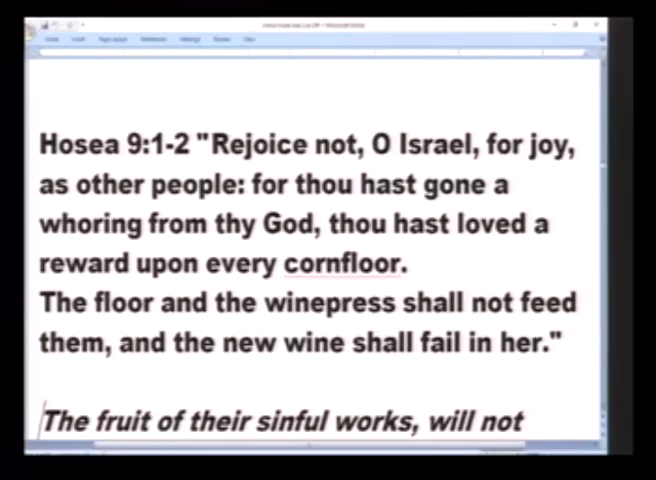 Hosea 9:1-2 "Rejoice not, O Israel, for joy,
as other people: for thou hast gone a
whoring from thy God, thou hast loved a
reward upon every cornfloor.
The floor and the winepress shall not feed
them, and the new wine shall fail in her."
The fruit of their sinful works, will not